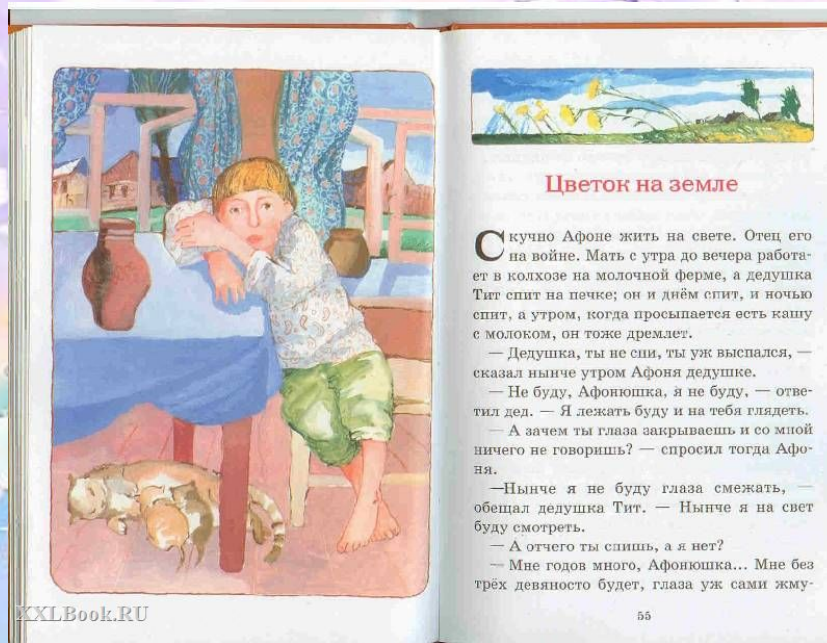 Цветок на земле
Скучно Афоне жить на свете. Отец его
на войне. Мать с утра до вечера работа-
ет в колхозе на молочной ферме, а дедушка
Тит спит на печке; он и днём спит, и ночью
спит, а утром, когда просыпается есть кашу
с молоком, он тоже дремлет.
— Дедушка, ты не спи, ты уж выспался, —
сказал нынче утром Афоня дедушке.
— Не буду, Афонюшка, я не буду, — отве-
тил дед. — Я лежать буду и на тебя глядеть.
— А зачем ты глаза закрываешь и со мной
ничего не говоришь? — спросил тогда Афо-
ня.
—Нынче я не буду глаза смежать, —
обещал дедушка Тит. — Нынче я на свет
буду смотреть.
— А отчего ты спишь, а я нет?
— Мне годов много, Афонюшка... Мне без
трёх девяносто будет, глаза уж сами жму-
55
XXLBook.RU